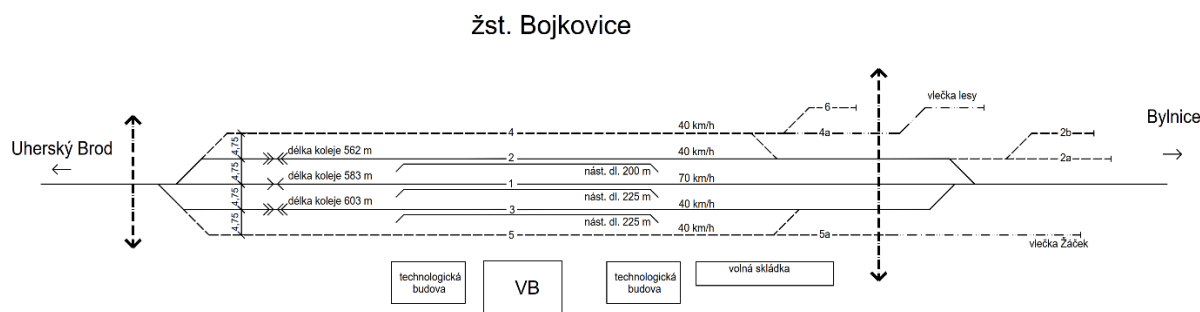 žst. Bojkovice
Uherský Brod
Bylnice
6
vlečka lesy
4
40 km/h
4a
2b
4,75
délka koleje 562 m
2
40 km/h
2a
4,75
nást. dl. 200 m
délka koleje 583 m
1
70 km/h
4,75
nást. dl. 225 m
délka koleje 603 m
3
40 km/h
4,75
nást. dl. 225 m
5
40 km/h
5a
vlečka Žáček
technologická
budova
VB
technologická
budova
volná skládka